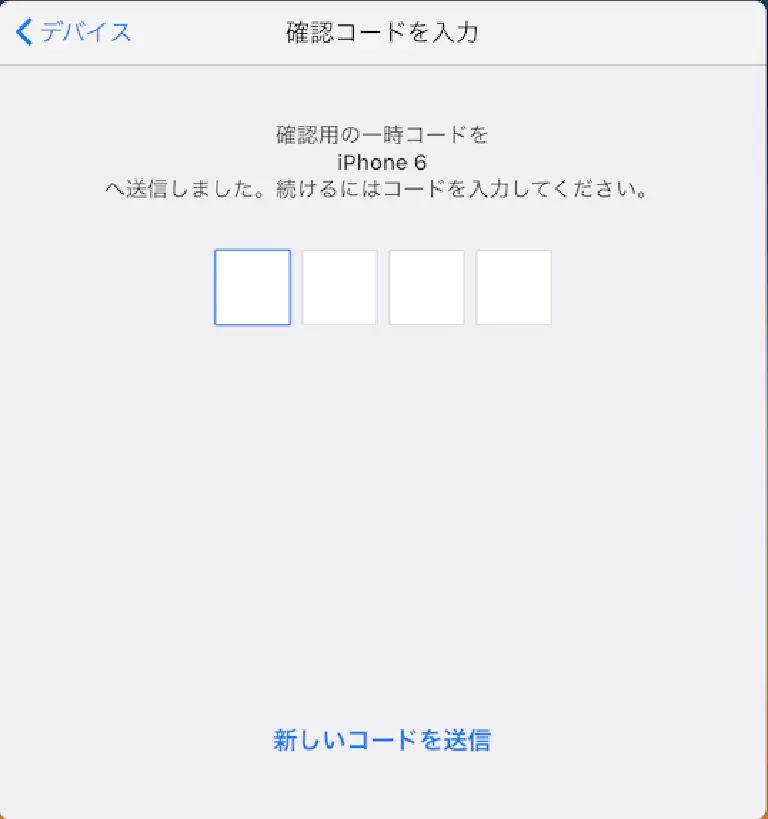 デバイス
確認コードを入力
確認用の一時コードを
iPhone 6
へ送信しました。続けるにはコードを入力してください。
新しいコードを送信